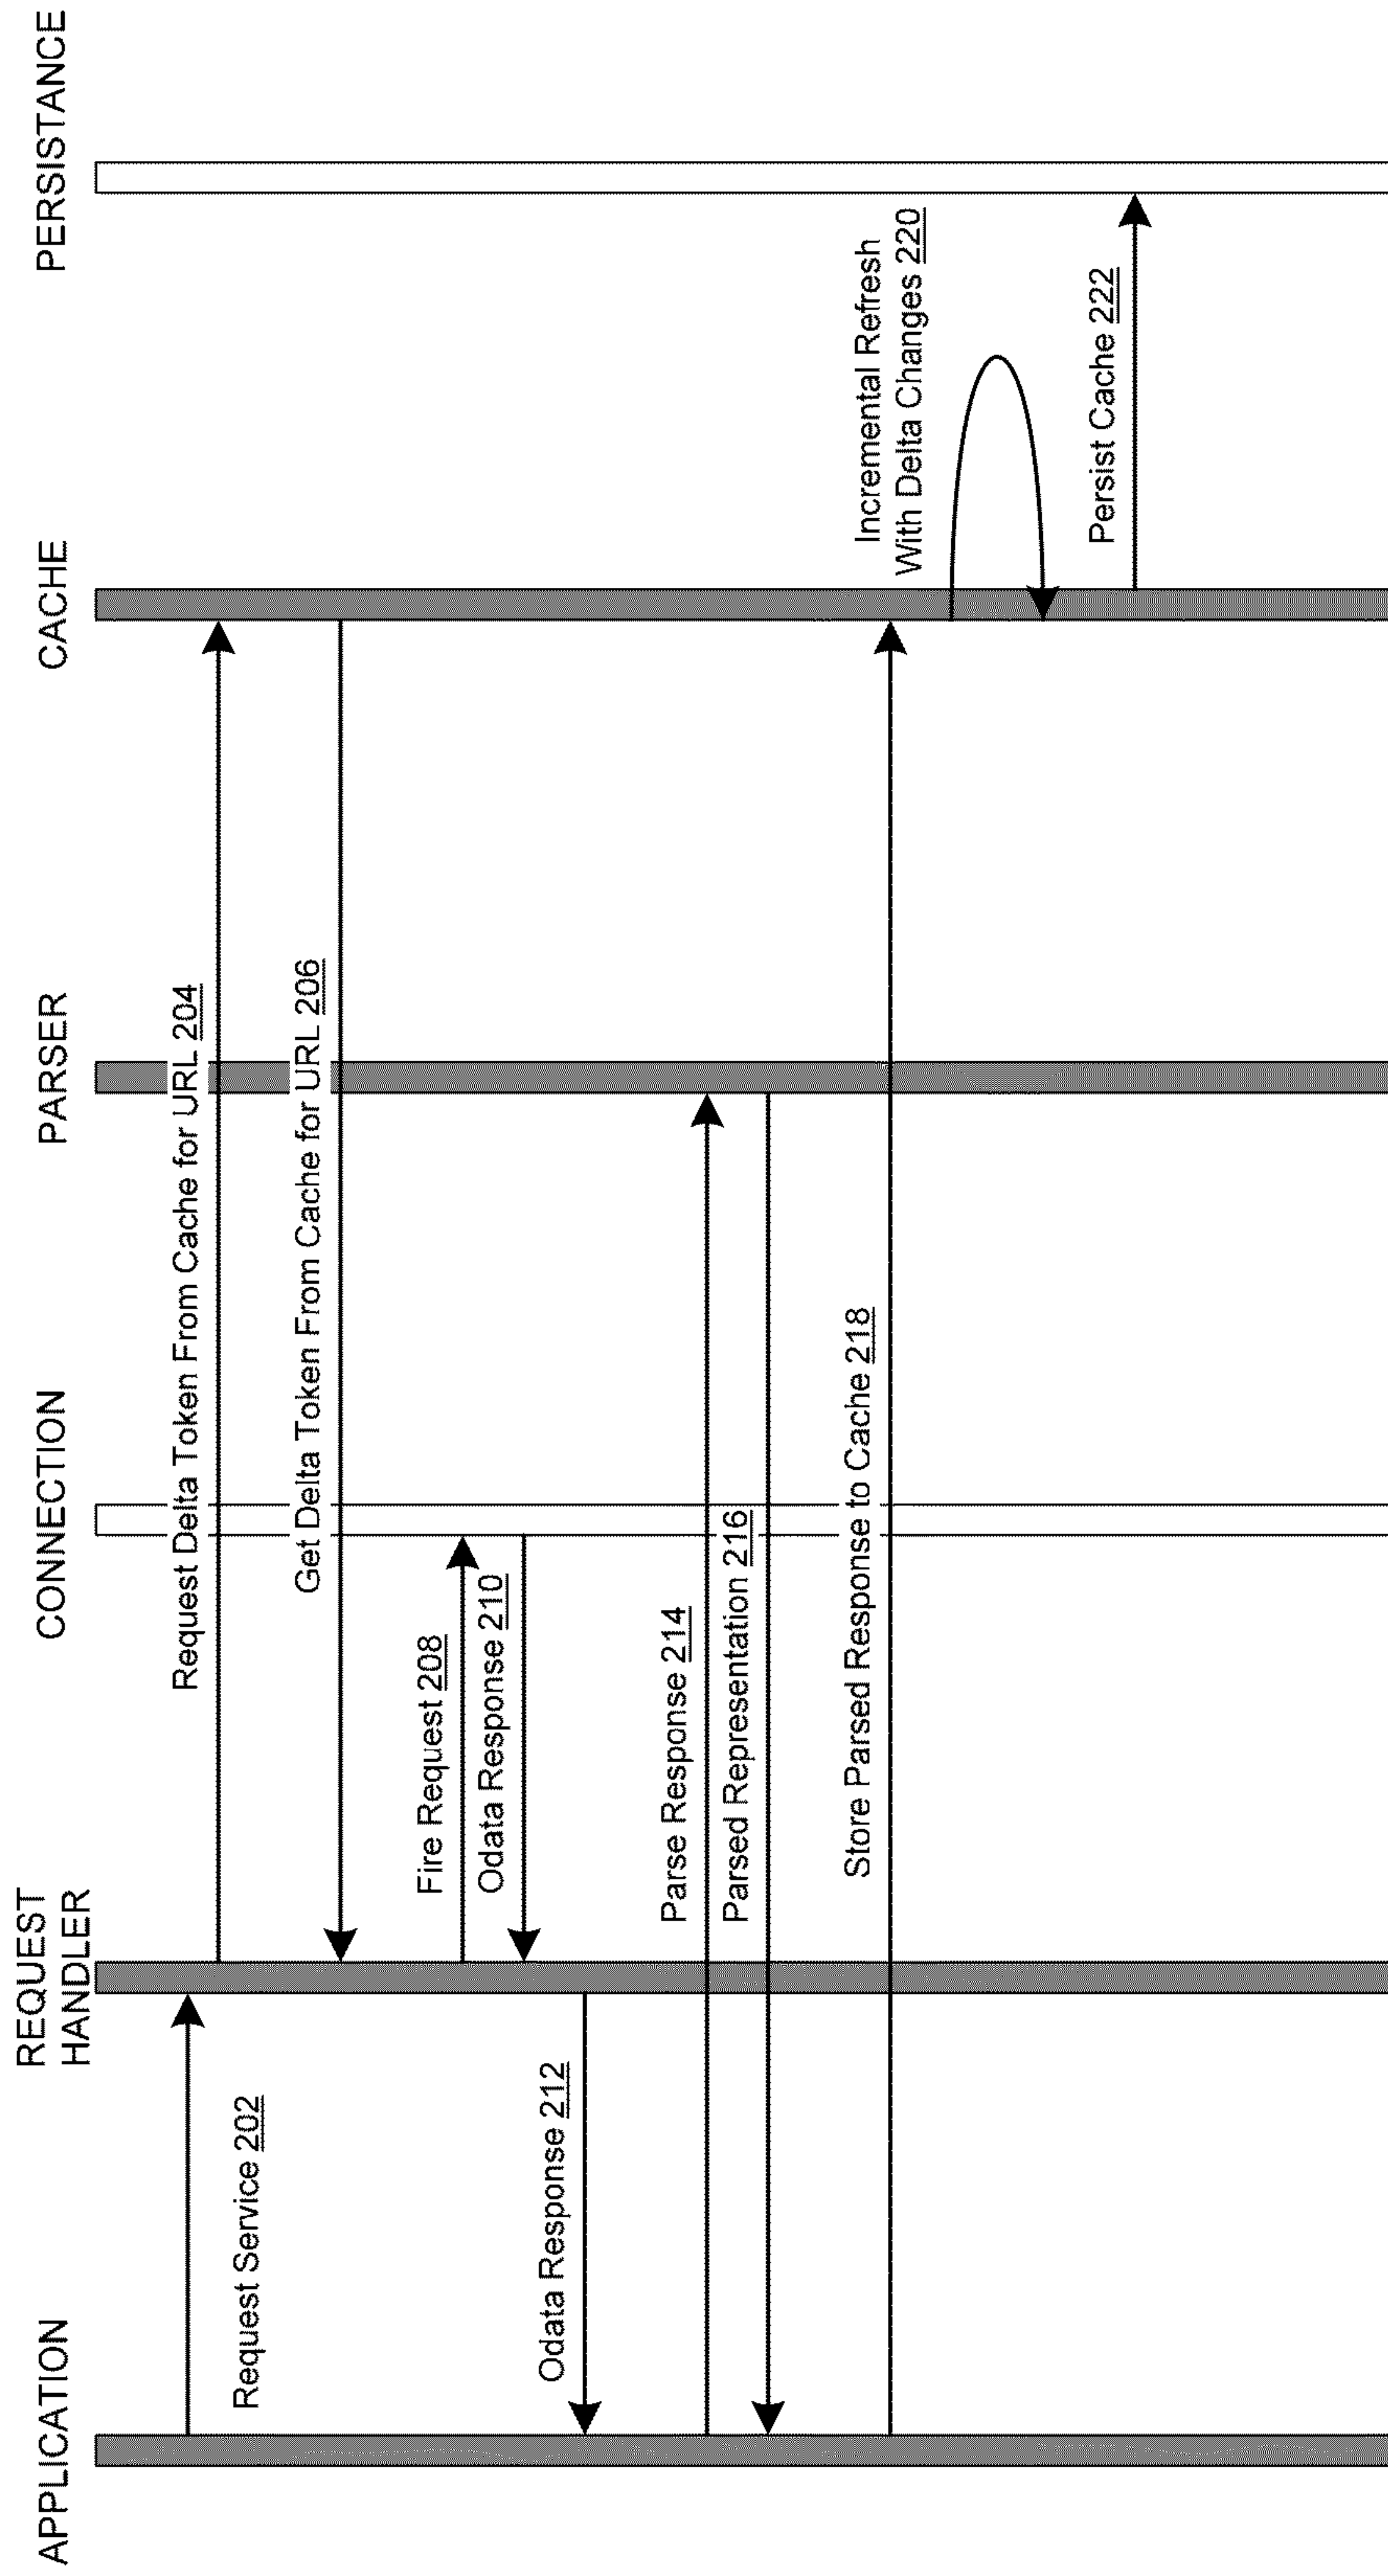 APPLICATION
REQUEST
HANDLER
CONNECTION
PARSER
CACHE
PERSISTANCE
Request Service 202
Request Delta Token From Cache for URL 204
Get Delta Token From Cache for URL 206
Fire Request 208
Odata Response 210
Odata Response 212
Parse Response 214
Parsed Representation 216
Store Parsed Response to Cache 218
Incremental Refresh
With Delta Changes 220
Persist Cache 222